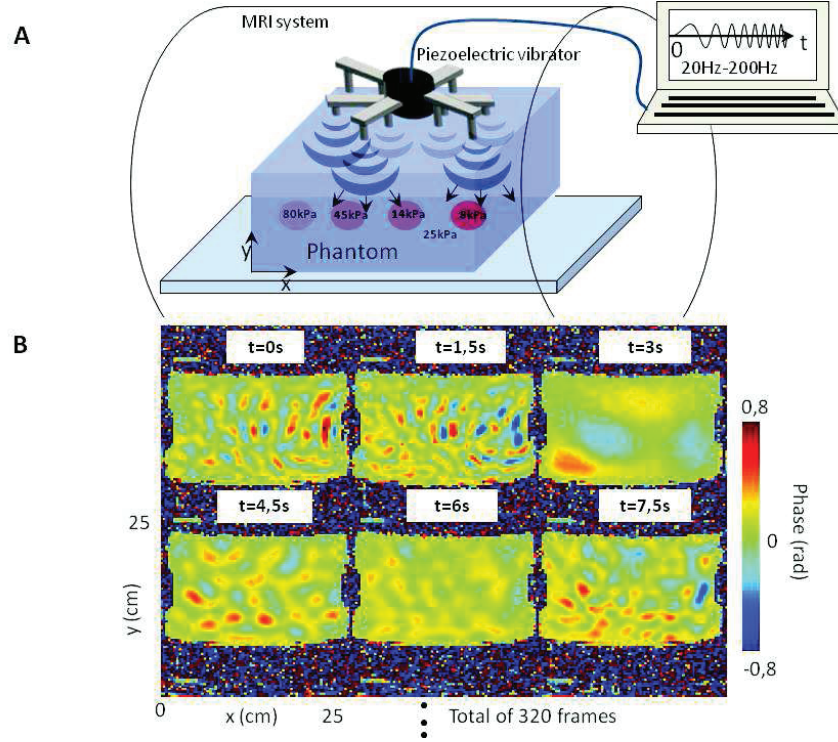 A
MRI system
Piezoelectric vibrator
0
t
20Hz-200Hz
80kPa
45kPa
14kPa
8kPa
25kPa
Phantom
y
x
B
t=0s
t=1,5s
t=3s
t=4,5s
t=6s
t=7,5s
0,8
0
-0,8
Phase (rad)
25
y (cm)
0
x (cm)
25
Total of 320 frames